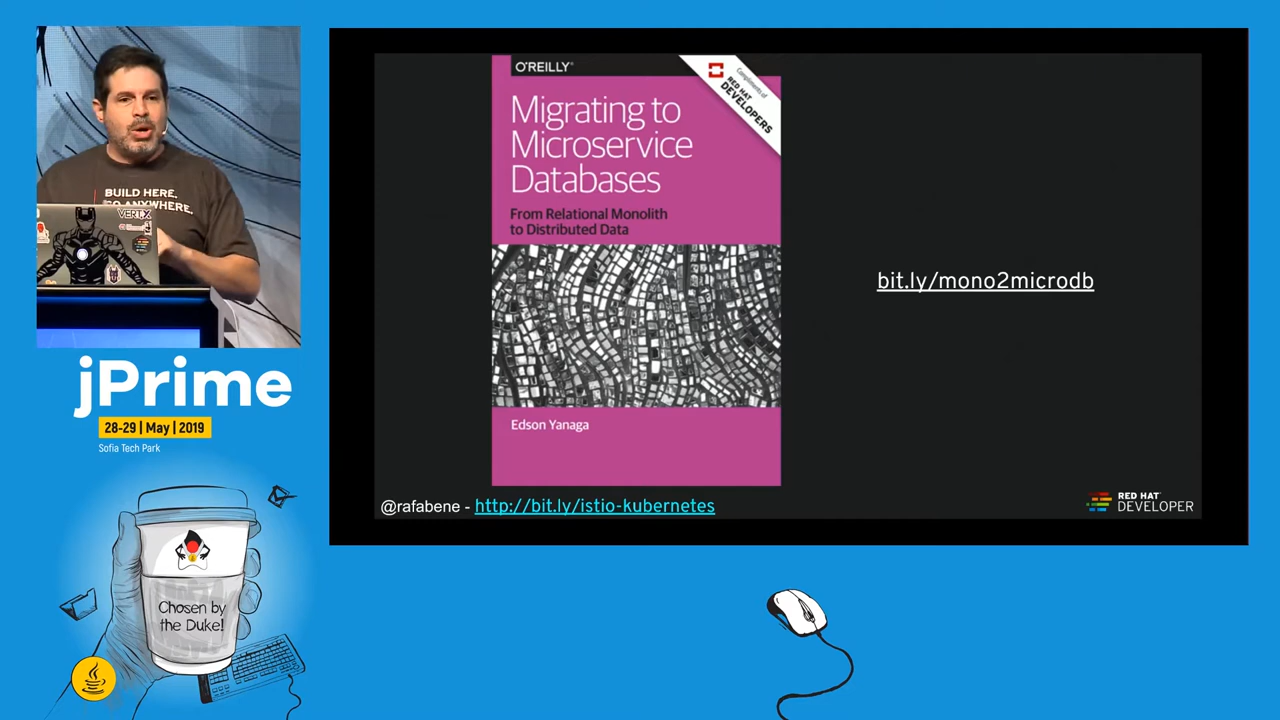 BUILD HERE.
GO ANYWHERE.
VERT.X
jPrime
28-29 | May | 2019
Sofia Tech Park
Chosen by
the Duke!
O'REILLY®
Compliments of
RED HAT
DEVELOPERS
Migrating to
Microservice
Databases
From Relational Monolith
to Distributed Data
Edson Yanaga
bit.ly/mono2microdb
@rafabene - http://bit.ly/istio-kubernetes
RED HAT
DEVELOPER